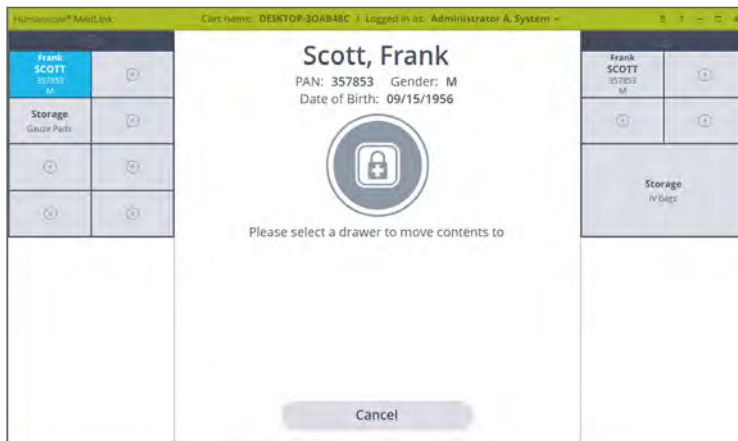 Humanscale® MedLink
Cart name: DESKTOP-3OAB48C / Logged in as: Administrator A, System
Frank
SCOTT
357853
M
Storage
Gauze Pads
Scott, Frank
PAN: 357853 Gender: M
Date of Birth: 09/15/1956
Please select a drawer to move contents to
Cancel
Frank
SCOTT
357853
M
Storage
IV Bags